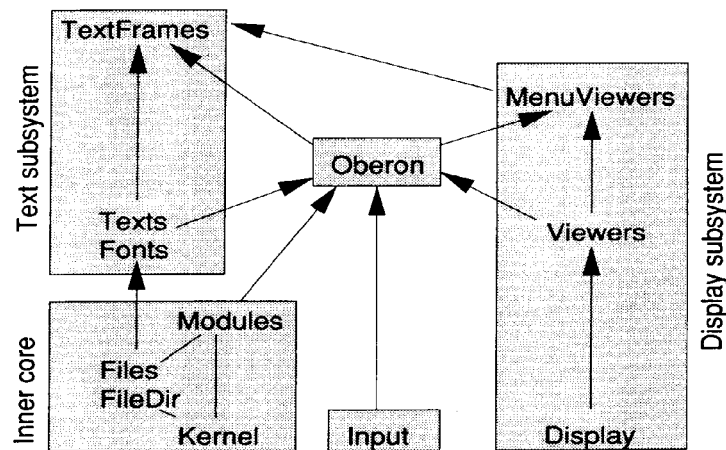 TextFrames
Text subsystem
MenuViewers
Oberon
Texts
Fonts
Viewers
Display subsystem
Modules
Files
FileDir
Inner core
Kernel
Input
Display